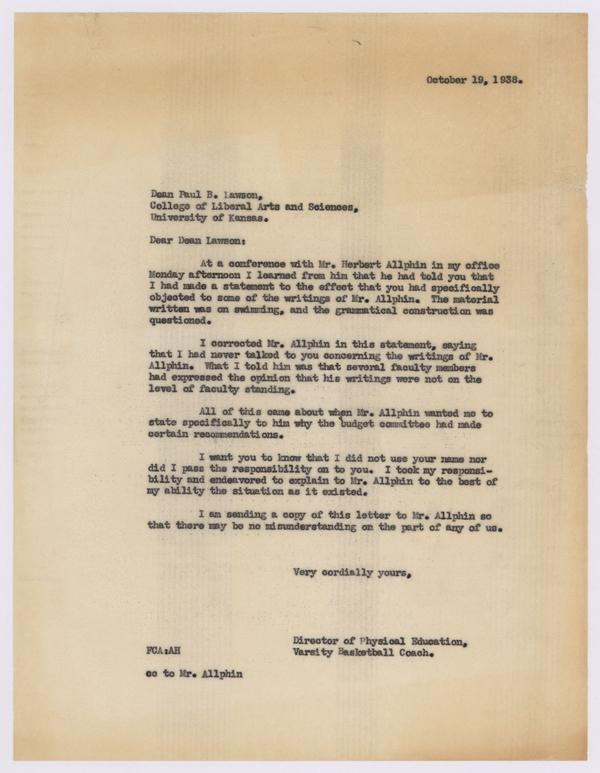 October 19, 1938.
Dean Paul B. Lawson,
College of Liberal Arts and Sciences,
University of Kansas.
Dear Dean Lawson:
At a conference with Mr. Herbert Allphin in my office
Monday afternoon I learned from him that he had told you that
I had made a statement to the effect that you had specifically
objected to some of the writings of Mr. Allphin. The material
written was on swimming, and the grammatical construction was
questioned.
I corrected Mr. Allphin in this statement, saying
that I had never talked to you concerning the writings of Mr.
Allphin. What I told him was that several faculty members
had expressed the opinion that his writings were not on the
level of faculty standing.
All of this came about when Mr. Allphin wanted me to
state specifically to him why the budget committee had made
certain recommendations.
I want you to know that I did not use your name nor
did I pass the responsibility on to you. I took my responsi-
bility and endeavored to explain to Mr. Allphin to the best of
my ability the situation as it existed.
I am sending a copy of this letter to Mr. Allphin so
that there may be no misunderstanding on the part of any of us.
Very cordially yours,
Director of Physical Education,
FCA:AH Varsity Basketball Coach.
cc to Mr. Allphin